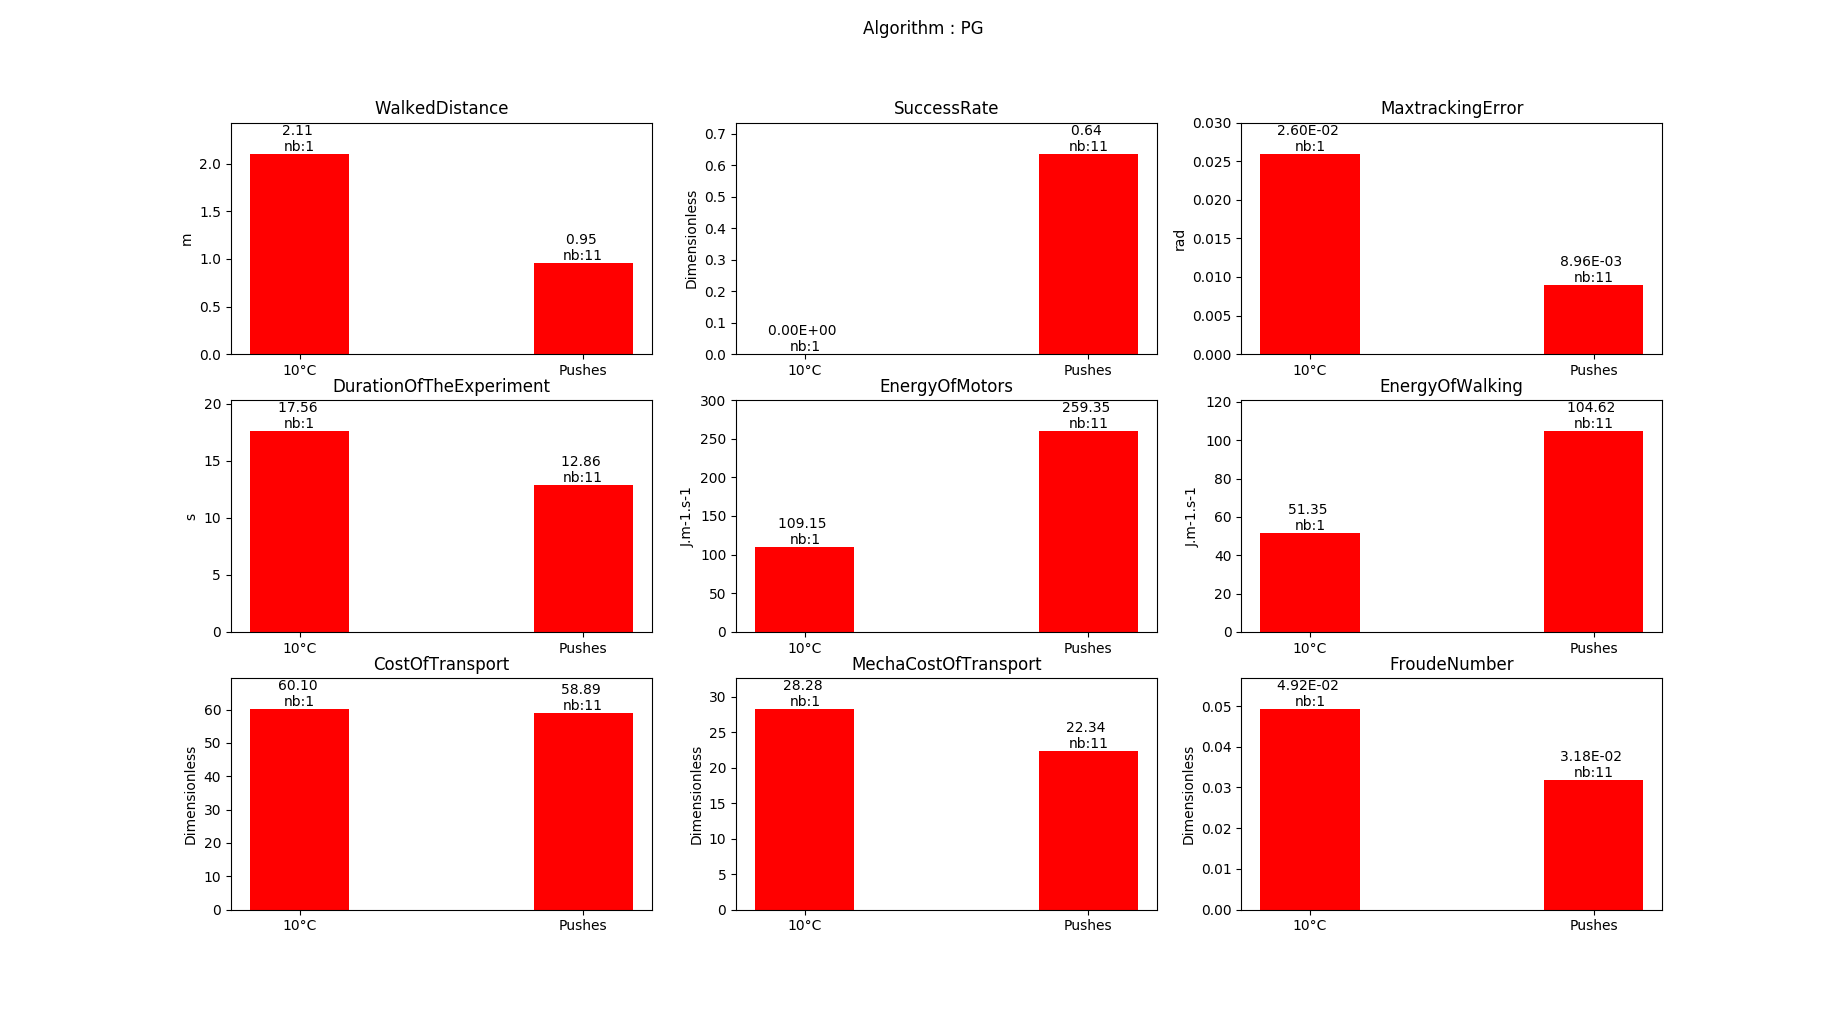 Algorithm : PG
WalkedDistance
2.11
nb:1
0.95
nb:11
2.0
1.5
1.0
0.5
0.0
m
10°C
Pushes
SuccessRate
0.00E+00
nb:1
0.64
nb:11
0.7
0.6
0.5
0.4
0.3
0.2
0.1
0.0
Dimensionless
10°C
Pushes
MaxtrackingError
2.60E-02
nb:1
8.96E-03
nb:11
0.030
0.025
0.020
0.015
0.010
0.005
0.000
rad
10°C
Pushes
DurationOfTheExperiment
17.56
nb:1
12.86
nb:11
20
15
10
5
0
s
10°C
Pushes
EnergyOfMotors
109.15
nb:1
259.35
nb:11
300
250
200
150
100
50
0
J.m-1.s-1
10°C
Pushes
EnergyOfWalking
51.35
nb:1
104.62
nb:11
120
100
80
60
40
20
0
J.m-1.s-1
10°C
Pushes
CostOfTransport
60.10
nb:1
58.89
nb:11
60
50
40
30
20
10
0
Dimensionless
10°C
Pushes
MechaCostOfTransport
28.28
nb:1
22.34
nb:11
30
25
20
15
10
5
0
Dimensionless
10°C
Pushes
FroudeNumber
4.92E-02
nb:1
3.18E-02
nb:11
0.05
0.04
0.03
0.02
0.01
0.00
Dimensionless
10°C
Pushes